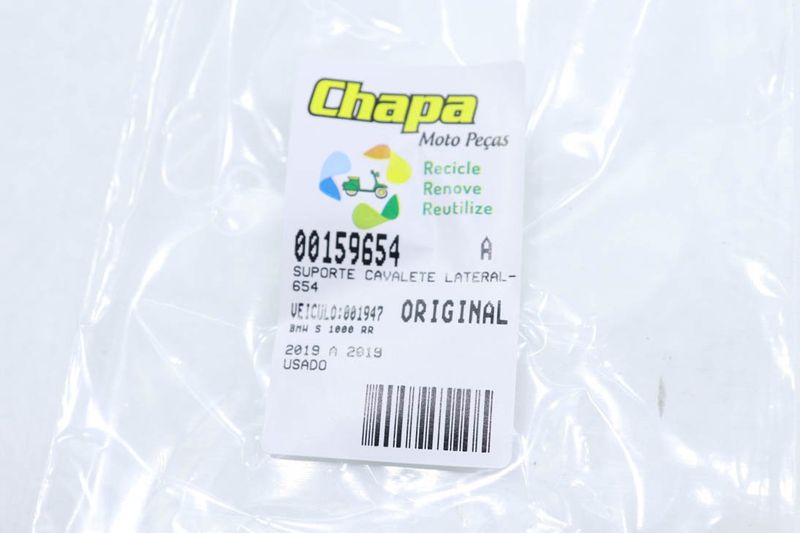 Chapa
Moto Peças
Recicle
Renove
Reutilize
00159654 A
SUPORTE CAVALETE LATERAL-
654
VEICULO:001947 ORIGINAL
BMW S 1000 RR
2019 A 2019
USADO